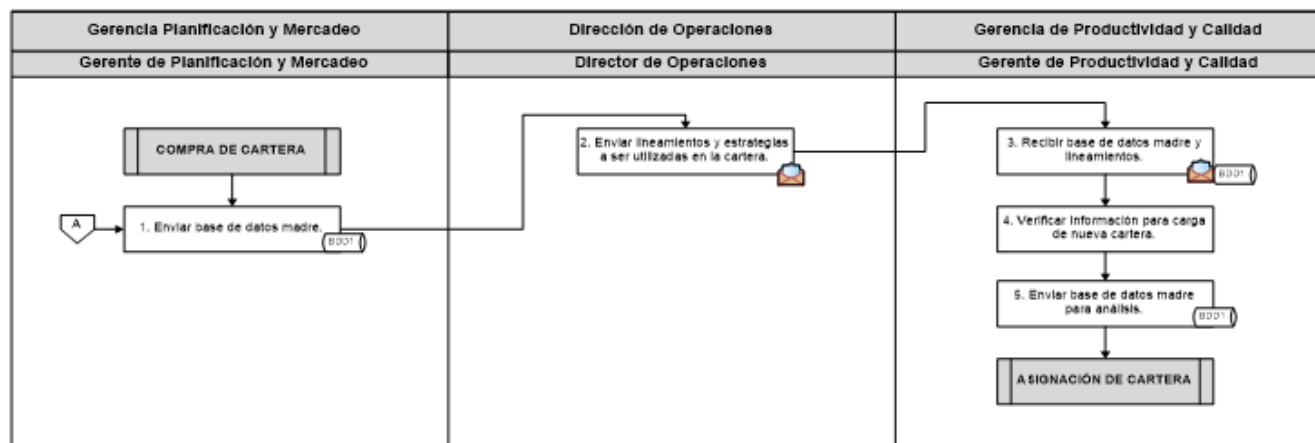 Gerencia Planificación y Mercadeo
Dirección de Operaciones
Gerencia de Productividad y Calidad
Gerente de Planificación y Mercadeo
Director de Operaciones
Gerente de Productividad y Calidad
COMPRA DE CARTERA
A
1. Enviar base de datos madre.
BDD1
2. Enviar lineamientos y estrategias
a ser utilizadas en la cartera.
3. Recibir base de datos madre y
lineamientos.
BDD1
4. Verificar información para carga
de nueva cartera.
5. Enviar base de datos madre
para análisis.
BDD1
ASIGNACIÓN DE CARTERA